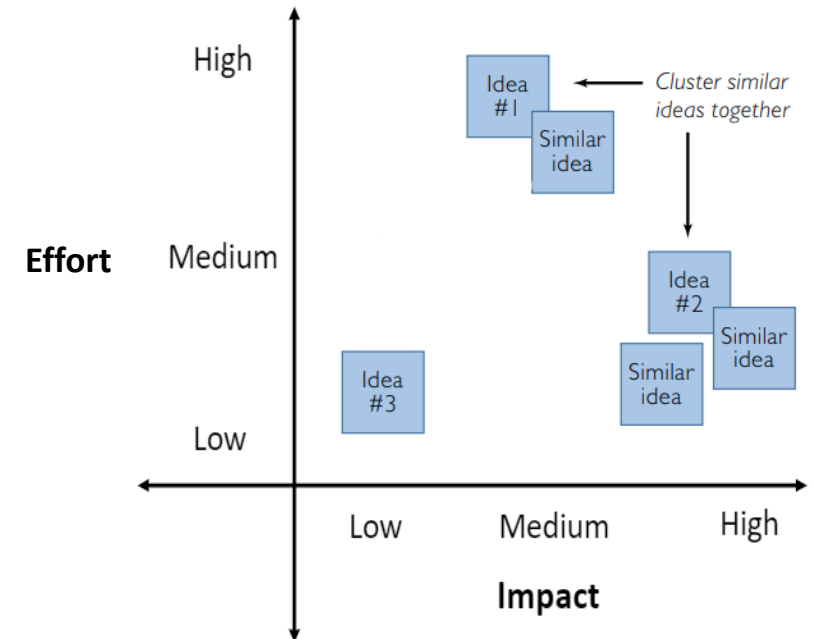 High
Idea
#1
Similar
idea
Cluster similar
ideas together
Effort
Medium
Idea
#2
Similar
idea
Similar
idea
Idea
#3
Low
Low
Medium
High
Impact